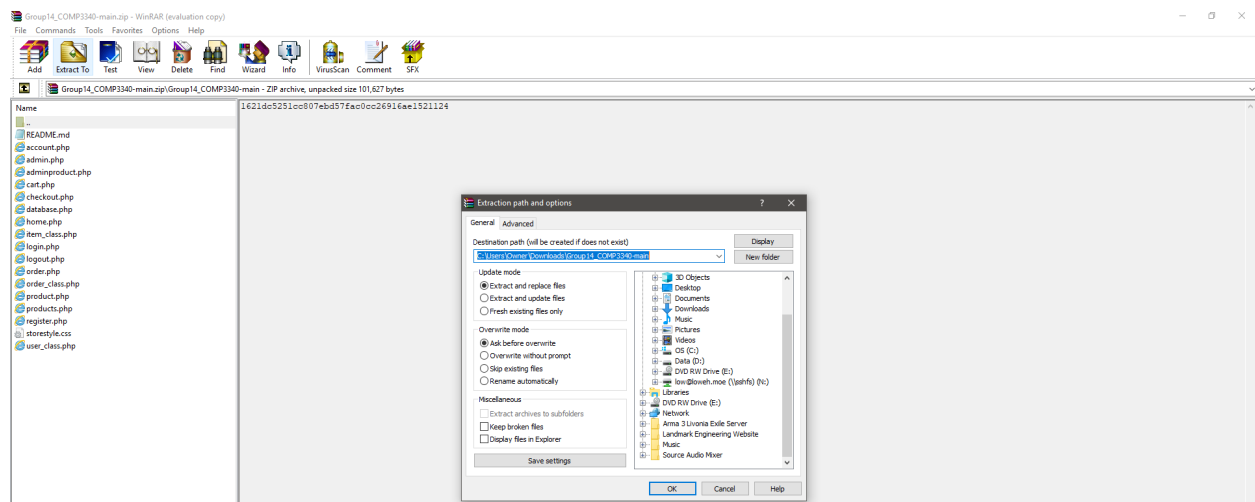 Group14_COMP3340-main.zip - WinRAR (evaluation copy)
File Commands Tools Favorites Options Help
Add Extract To Test View Delete Find Wizard Info VirusScan Comment SFX
Group14_COMP3340-main.zip\Group14_COMP3340-main - ZIP archive, unpacked size 101,627 bytes
Name
1621dc5251cc807ebd57fac0cc26916ae1521124
..
README.md
account.php
admin.php
adminproduct.php
cart.php
checkout.php
database.php
home.php
item_class.php
login.php
logout.php
order.php
order_class.php
product.php
products.php
register.php
storestyle.css
user_class.php
Extraction path and options ?
General Advanced
Destination path (will be created if does not exist)
Display
C:\Users\Owner\Downloads\Group14_COMP3340-main
New folder
Update mode
Extract and replace files
Extract and update files
Fresh existing files only
Overwrite mode
Ask before overwrite
Overwrite without prompt
Skip existing files
Rename automatically
Miscellaneous
Extract archives to subfolders
Keep broken files
Display files in Explorer
Save settings
3D Objects
Desktop
Documents
Downloads
Music
Pictures
Videos
OS (C:)
Data (D:)
DVD RW Drive (E:)
low@loweh.moe (\\sshfs) (N:)
Libraries
DVD RW Drive (E:)
Network
Arma 3 Livonia Exile Server
Landmark Engineering Website
Music
Source Audio Mixer
OK Cancel Help